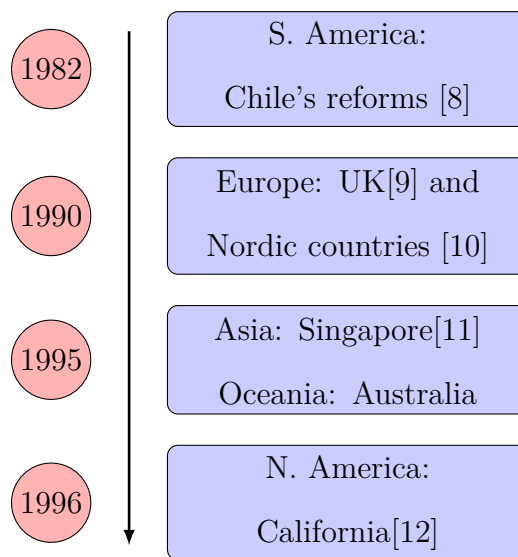 1982
S. America:
Chile's reforms [8]
1990
Europe: UK[9] and
Nordic countries [10]
1995
Asia: Singapore[11]
Oceania: Australia
1996
N. America:
California[12]